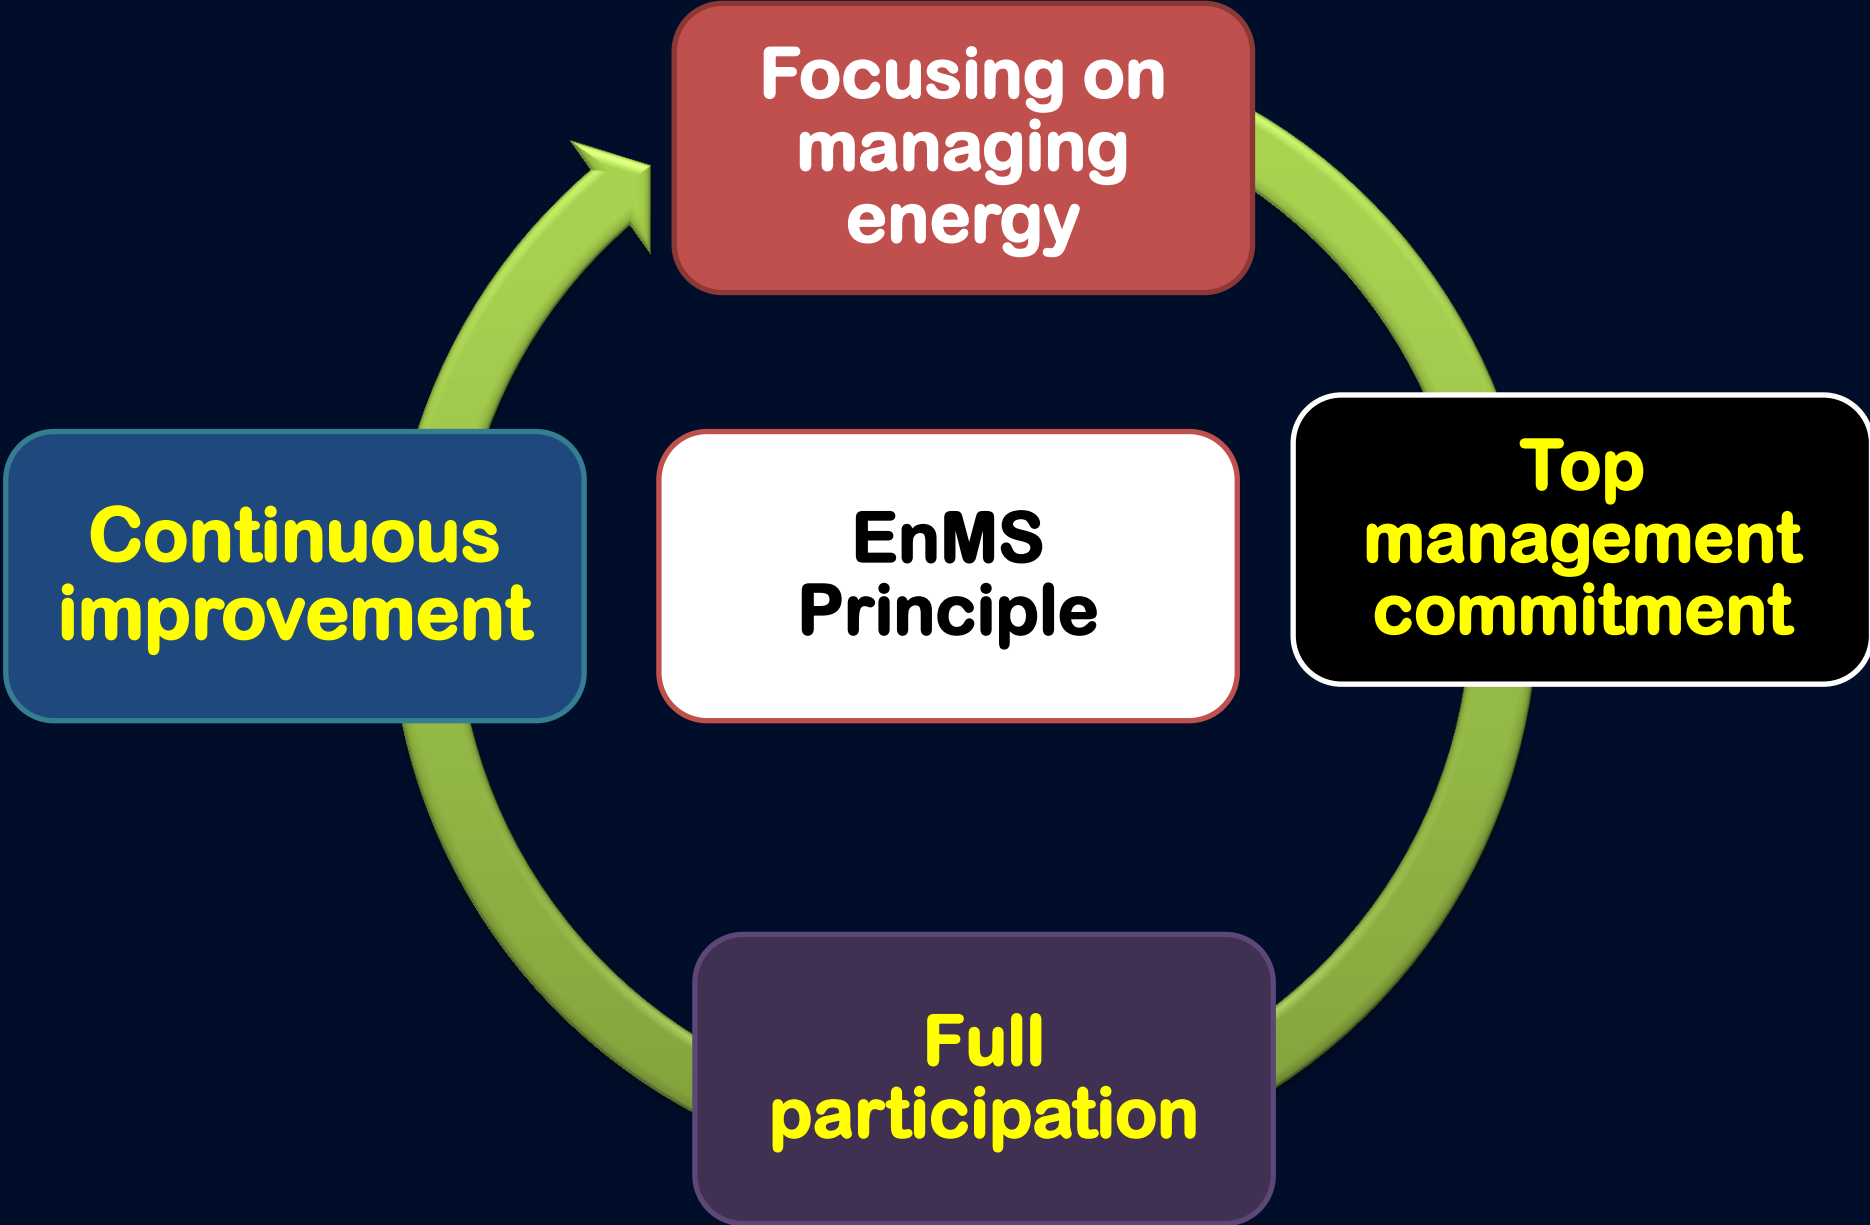 Focusing on
managing
energy
Top
management
commitment
Continuous
improvement
EnMS
Principle
Full
participation